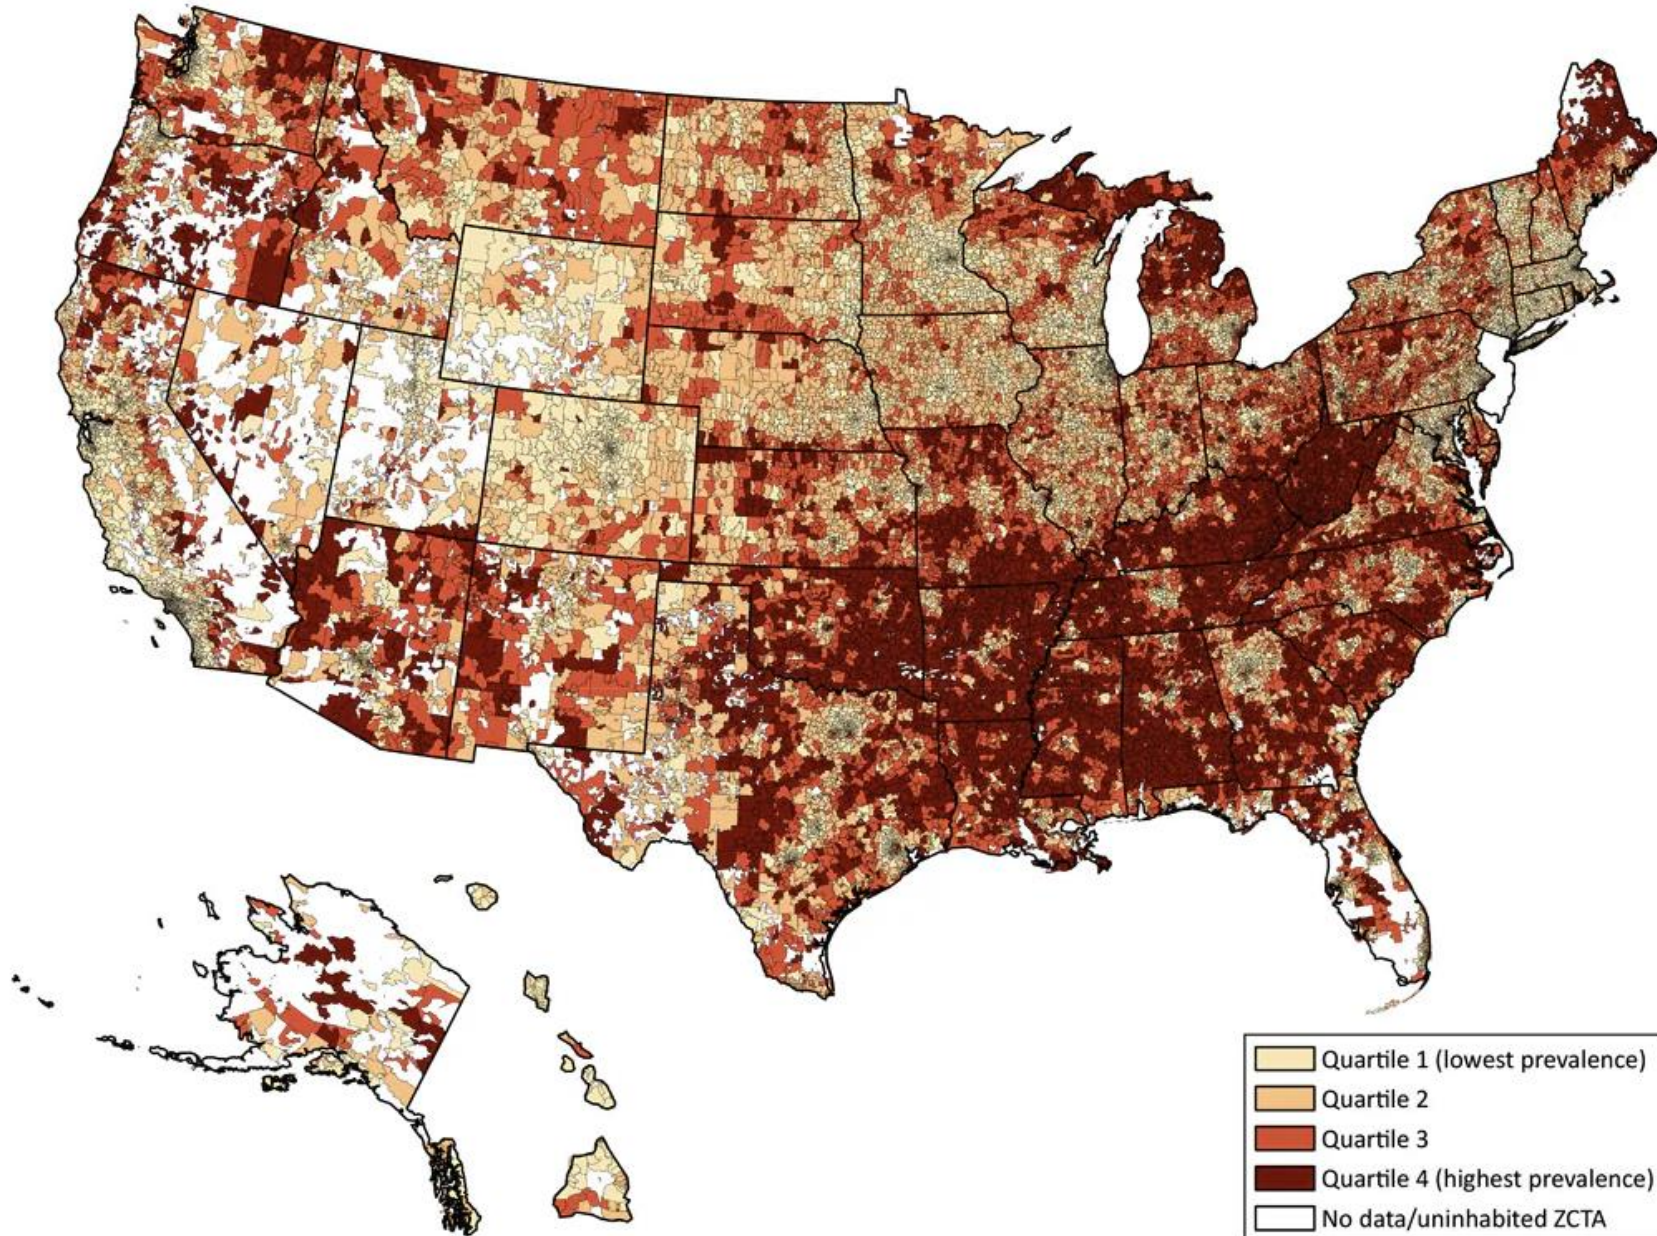 Quartile 1 (lowest prevalence)
Quartile 2
Quartile 3
Quartile 4 (highest prevalence)
No data/uninhabited ZCTA